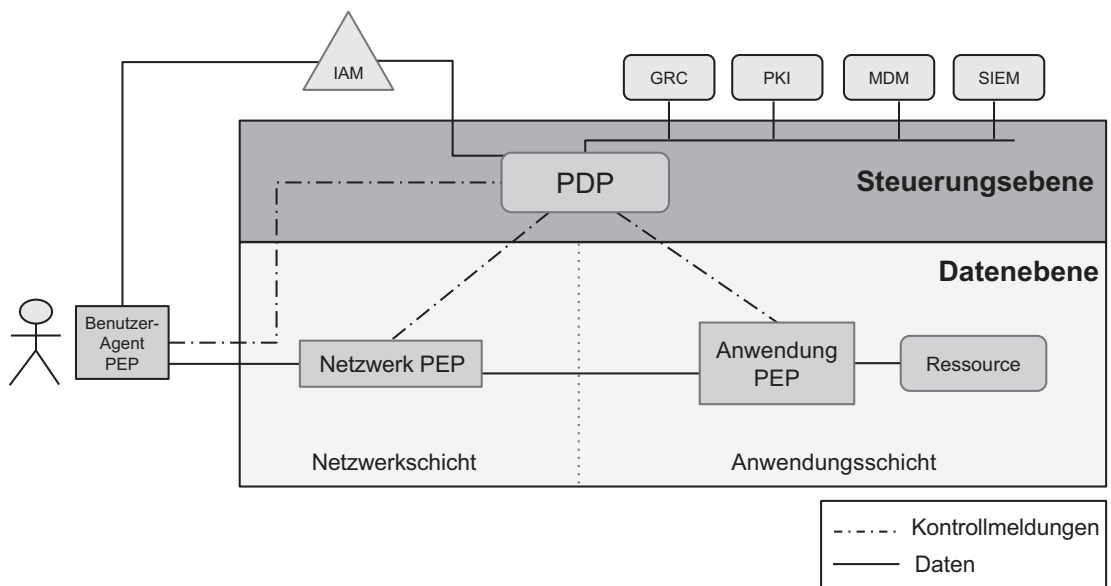 IAM
GRC
PKI
MDM
SIEM
PDP
Steuerungsebene
Datenebene
Benutzer-
Agent
PEP
Netzwerk PEP
Anwendung
PEP
Ressource
Netzwerkschicht
Anwendungsschicht
Kontrollmeldungen
Daten